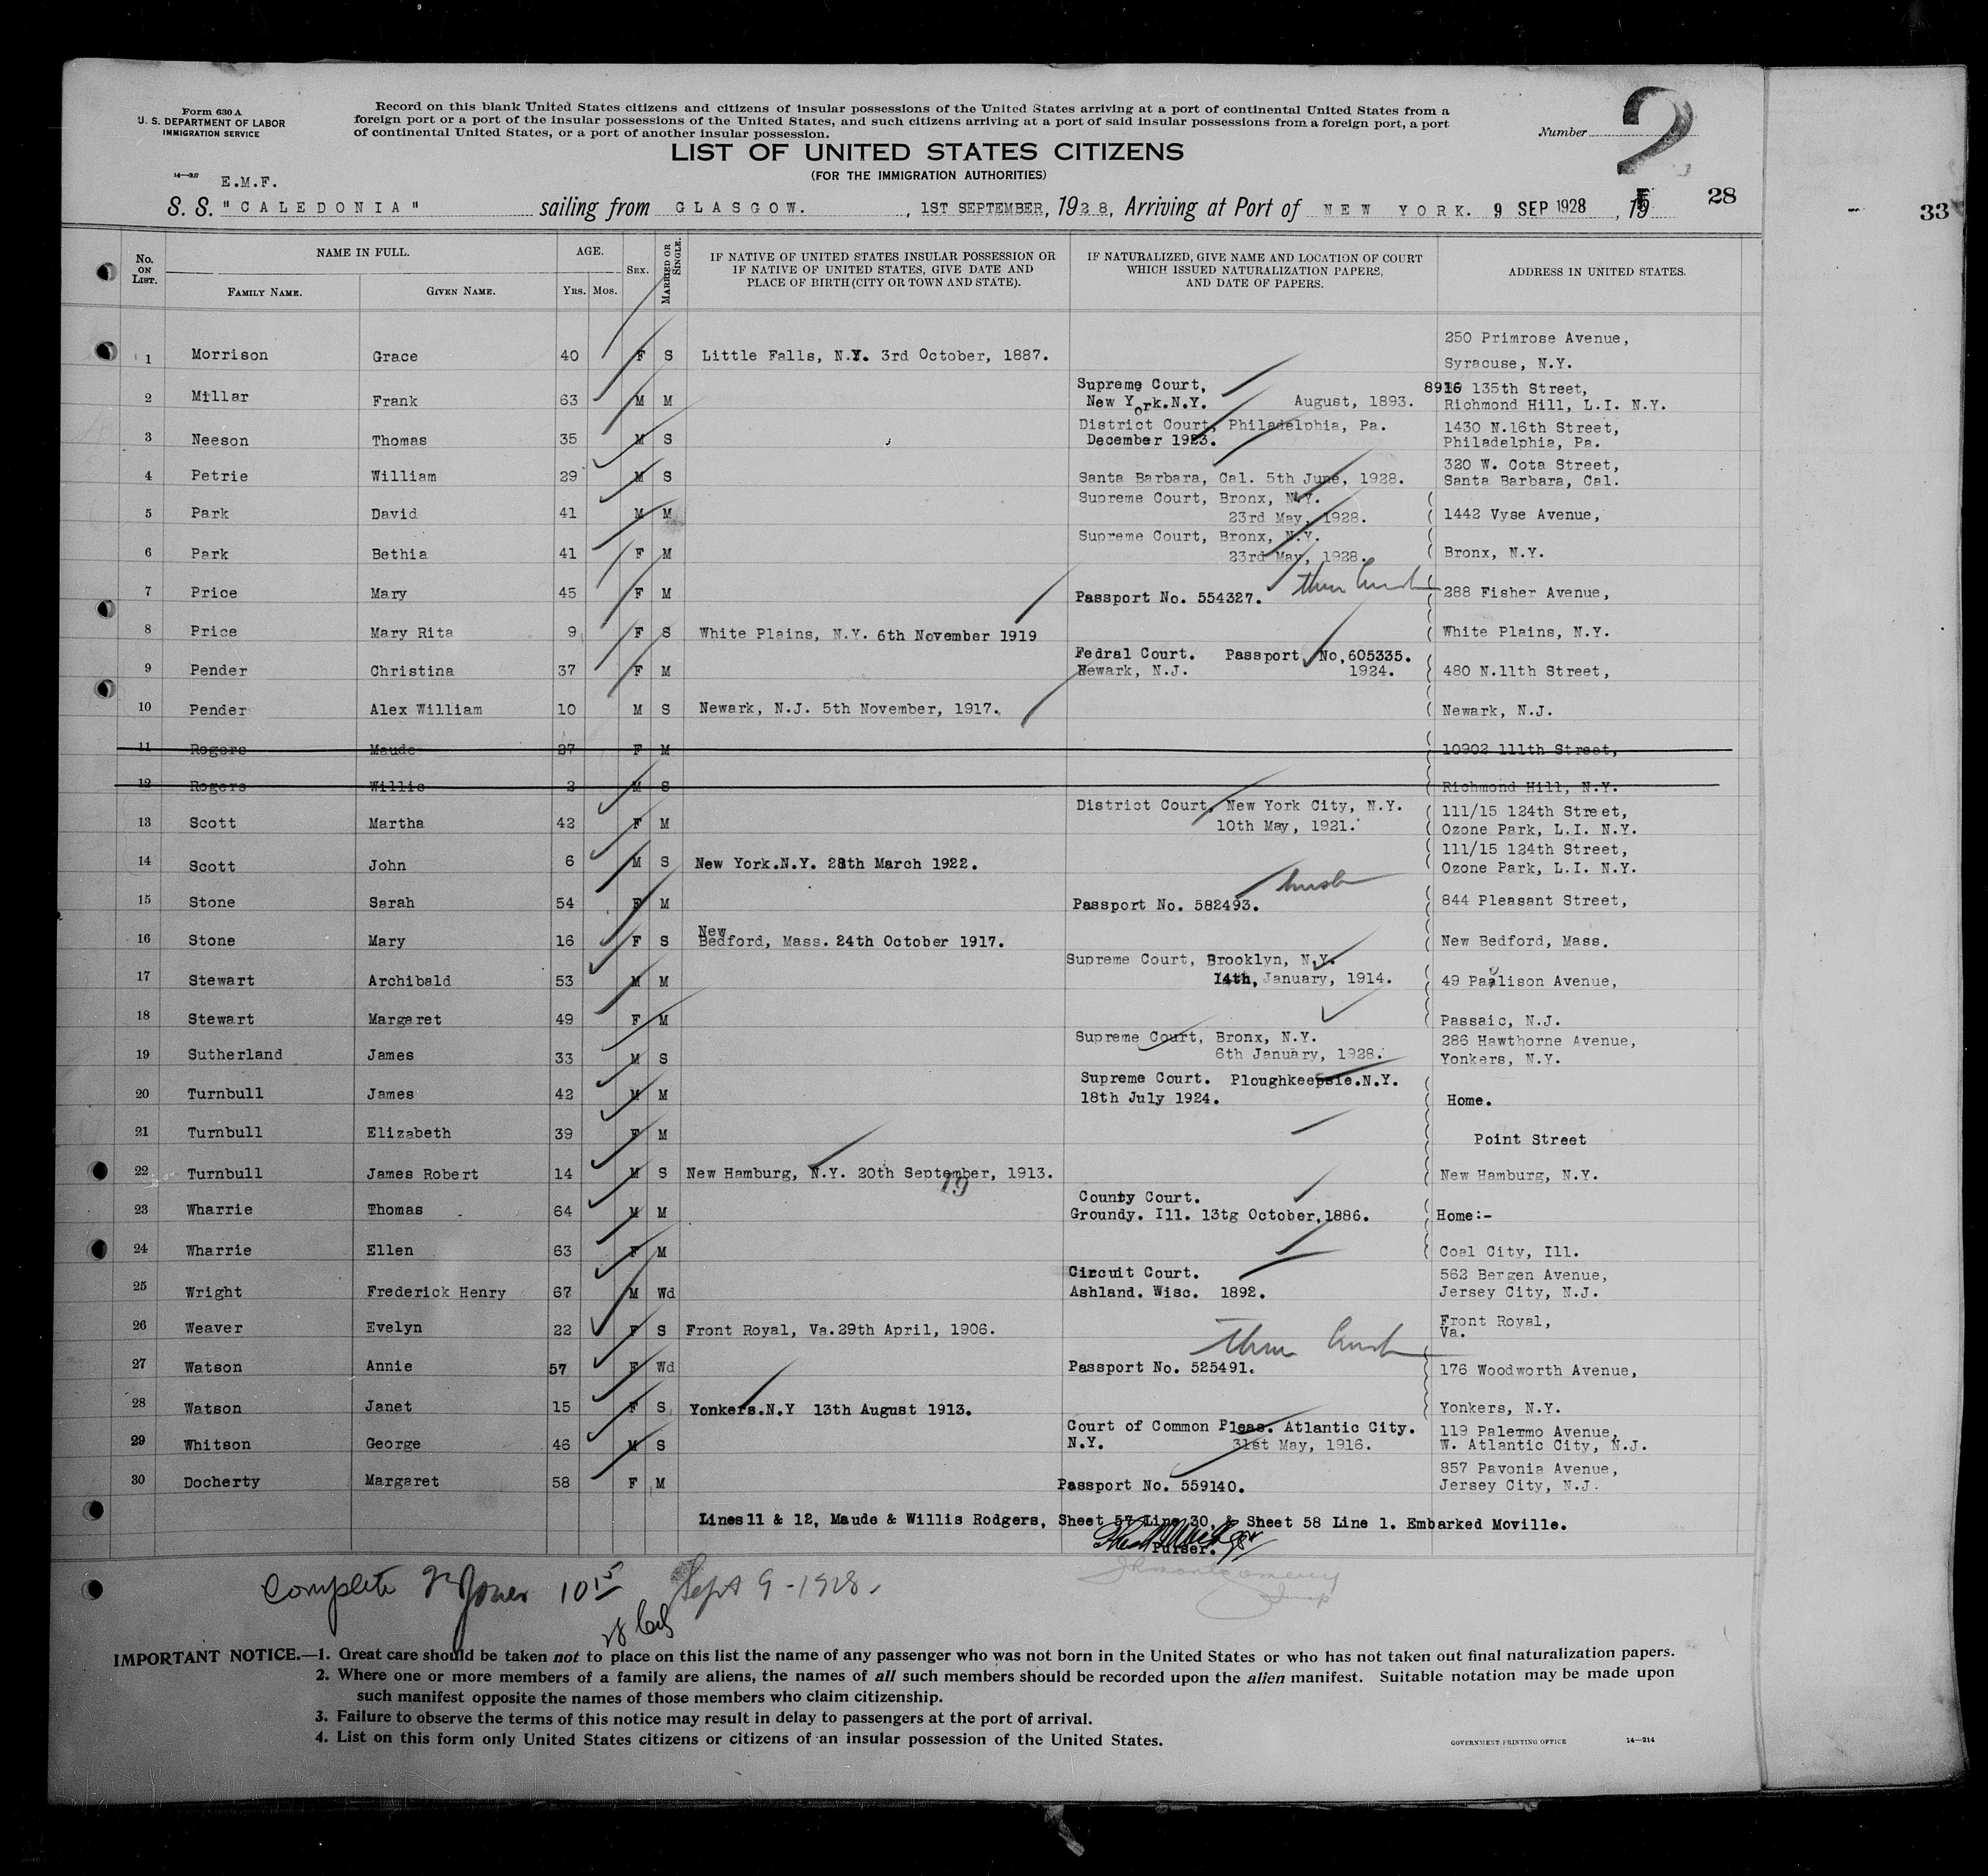 Form 630 A
U. S. DEPARTMENT OF LABOR
IMMIGRATION SERVICE
Record on this blank United States citizens and citizens of insular possessions of the United States arriving at a port of continental United States from a
foreign port or a port of the insular possessions of the United States, and such citizens arriving at a port of said insular possessions from a foreign port, a port
of continental United States, or a port of another insular possession.
Number 2
LIST OF UNITED STATES CITIZENS
(FOR THE IMMIGRATION AUTHORITIES)
E.M.F.
S. S. "CALEDONIA" sailing from GLASGOW. , 1ST SEPTEMBER, 1928, Arriving at Port of NEW YORK. 9 SEP 1928 , 19 28
33
No. ON LIST. NAME IN FULL. AGE. SEX. MARRIED OR SINGLE. IF NATIVE OF UNITED STATES INSULAR POSSESSION OR IF NATIVE OF UNITED STATES, GIVE DATE AND PLACE OF BIRTH (CITY OR TOWN AND STATE). IF NATURALIZED, GIVE NAME AND LOCATION OF COURT WHICH ISSUED NATURALIZATION PAPERS, AND DATE OF PAPERS. ADDRESS IN UNITED STATES.
FAMILY NAME. GIVEN NAME. YRS. MOS.
1 Morrison Grace 40 F S Little Falls, N.Y. 3rd October, 1887. 250 Primrose Avenue, Syracuse, N.Y.
2 Millar Frank 63 M M Supreme Court, New York.N.Y. August, 1893. 8916 135th Street, Richmond Hill, L.I. N.Y.
3 Neeson Thomas 35 M S District Court, Philadelphia, Pa. December 1923. 1430 N.16th Street, Philadelphia, Pa.
4 Petrie William 29 M S Santa Barbara, Cal. 5th June, 1928. 320 W. Cota Street, Santa Barbara, Cal.
5 Park David 41 M M Supreme Court, Bronx, N.Y. 23rd May, 1928. 1442 Vyse Avenue,
6 Park Bethia 41 F M Supreme Court, Bronx, N.Y. 23rd May, 1928. Bronx, N.Y.
7 Price Mary 45 F M Passport No. 554327. 288 Fisher Avenue,
8 Price Mary Rita 9 F S White Plains, N.Y. 6th November 1919 White Plains, N.Y.
9 Pender Christina 37 F M Fedral Court. Passport No.605335. Newark, N.J. 1924. 480 N.11th Street,
10 Pender Alex William 10 M S Newark, N.J. 5th November, 1917. Newark, N.J.
11 Rogers Maude 27 F M 10902 111th Street,
12 Rogers Willie 2 M S Richmond Hill, N.Y.
13 Scott Martha 42 F M District Court, New York City, N.Y. 10th May, 1921. 111/15 124th Street, Ozone Park, L.I. N.Y.
14 Scott John 6 M S New York.N.Y. 28th March 1922. 111/15 124th Street, Ozone Park, L.I. N.Y.
15 Stone Sarah 54 F M Passport No. 582493. husb 844 Pleasant Street,
16 Stone Mary 16 F S New Bedford, Mass. 24th October 1917. New Bedford, Mass.
17 Stewart Archibald 53 M M Supreme Court, Brooklyn, N.Y. 14th, January, 1914. 49 Paulison Avenue,
18 Stewart Margaret 49 F M Passaic, N.J.
19 Sutherland James 33 M S Supreme Court, Bronx, N.Y. 6th January, 1928. 286 Hawthorne Avenue, Yonkers, N.Y.
20 Turnbull James 42 M M Supreme Court. Ploughkeepsie.N.Y. 18th July 1924. Home.
21 Turnbull Elizabeth 39 F M Point Street
22 Turnbull James Robert 14 M S New Hamburg, N.Y. 20th September, 1913. New Hamburg, N.Y.
19
23 Wharrie Thomas 64 M M County Court. Groundy. Ill. 13tg October,1886. Home:-
24 Wharrie Ellen 63 F M Coal City, Ill.
25 Wright Frederick Henry 67 M Wd Circuit Court. Ashland. Wisc. 1892. 562 Bergen Avenue, Jersey City, N.J.
26 Weaver Evelyn 22 F S Front Royal, Va.29th April, 1906. Front Royal, Va.
27 Watson Annie 57 F Wd Passport No. 525491. 176 Woodworth Avenue,
28 Watson Janet 15 F S Yonkers.N.Y 13th August 1913. Yonkers, N.Y.
29 Whitson George 46 M S Court of Common Pleas. Atlantic City. N.Y. 31st May, 1916. 119 Palermo Avenue, W. Atlantic City, N.J.
30 Docherty Margaret 58 F M Passport No. 559140. 857 Pavonia Avenue, Jersey City, N.J.
Lines 11 & 12, Maude & Willis Rodgers, Sheet 57 Line 30, & Sheet 58 Line 1. Embarked Moville.
Purser.
Complete Jones 10 15 Sept 9 - 1928.
IMPORTANT NOTICE.—1. Great care should be taken not to place on this list the name of any passenger who was not born in the United States or who has not taken out final naturalization papers.
2. Where one or more members of a family are aliens, the names of all such members should be recorded upon the alien manifest. Suitable notation may be made upon
such manifest opposite the names of those members who claim citizenship.
3. Failure to observe the terms of this notice may result in delay to passengers at the port of arrival.
4. List on this form only United States citizens or citizens of an insular possession of the United States.
GOVERNMENT PRINTING OFFICE 14—214